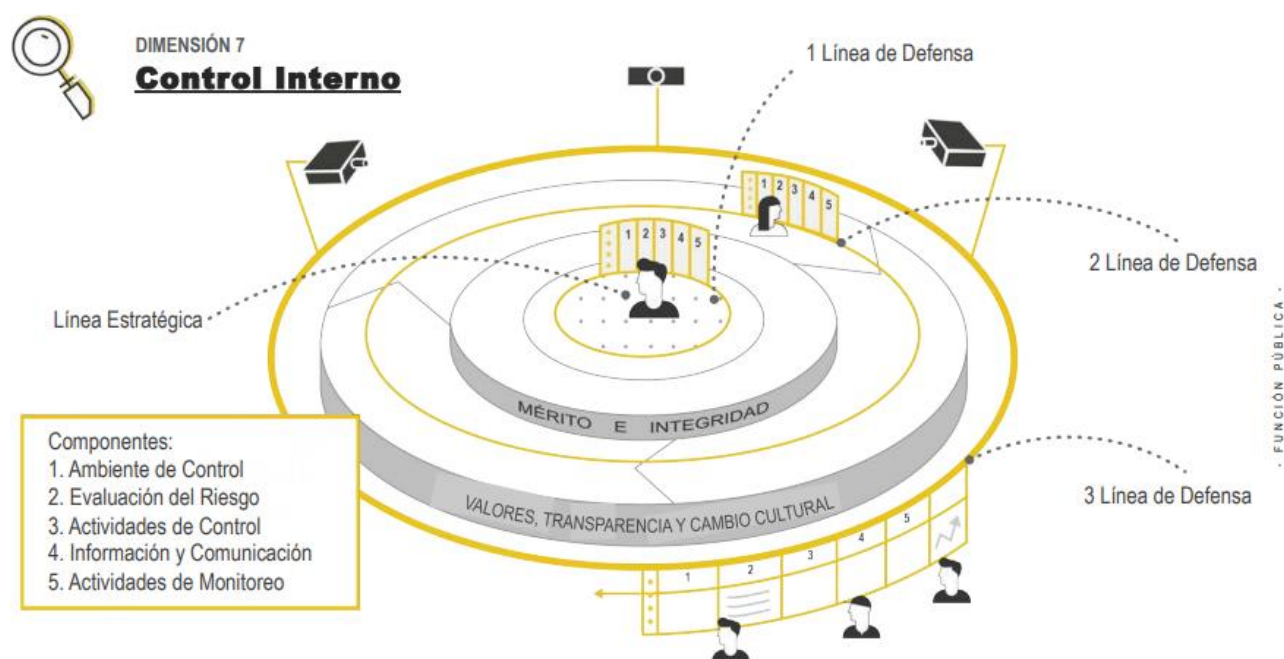 DIMENSIÓN 7
Control Interno
1 Línea de Defensa
1 2 3 4 5
1 2 3 4 5
2 Línea de Defensa
Línea Estratégica
· FUNCIÓN PÚBLICA ·
MÉRITO E INTEGRIDAD
Componentes:
1. Ambiente de Control
2. Evaluación del Riesgo
3. Actividades de Control
4. Información y Comunicación
5. Actividades de Monitoreo
VALORES, TRANSPARENCIA Y CAMBIO CULTURAL
3 Línea de Defensa
1 2 3 4 5